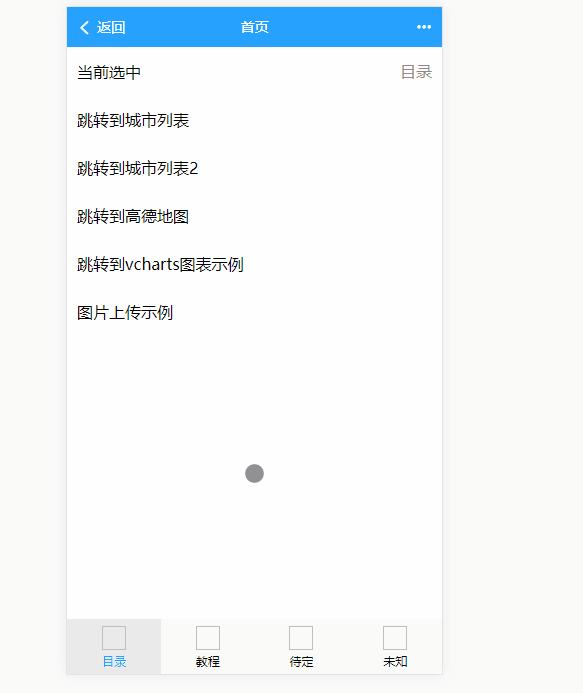 返回 首页 •••
当前选中 目录
跳转到城市列表
跳转到城市列表2
跳转到高德地图
跳转到vcharts图表示例
图片上传示例
目录 教程 待定 未知